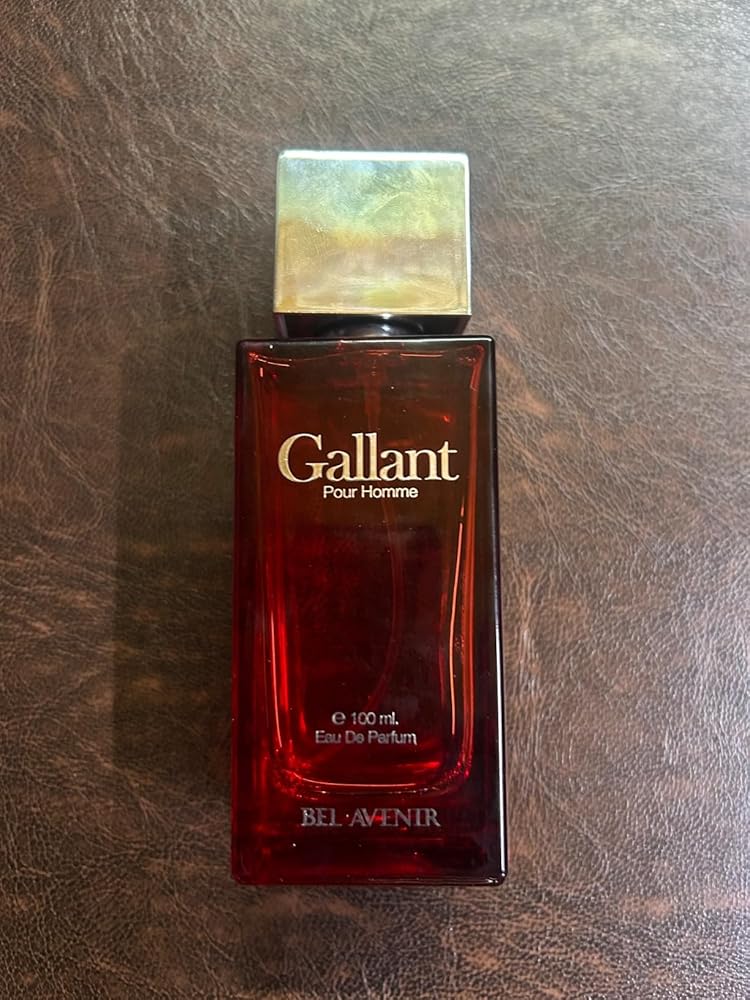 Gallant
Pour Homme
℮ 100 ml.
Eau De Parfum
BEL AVENIR